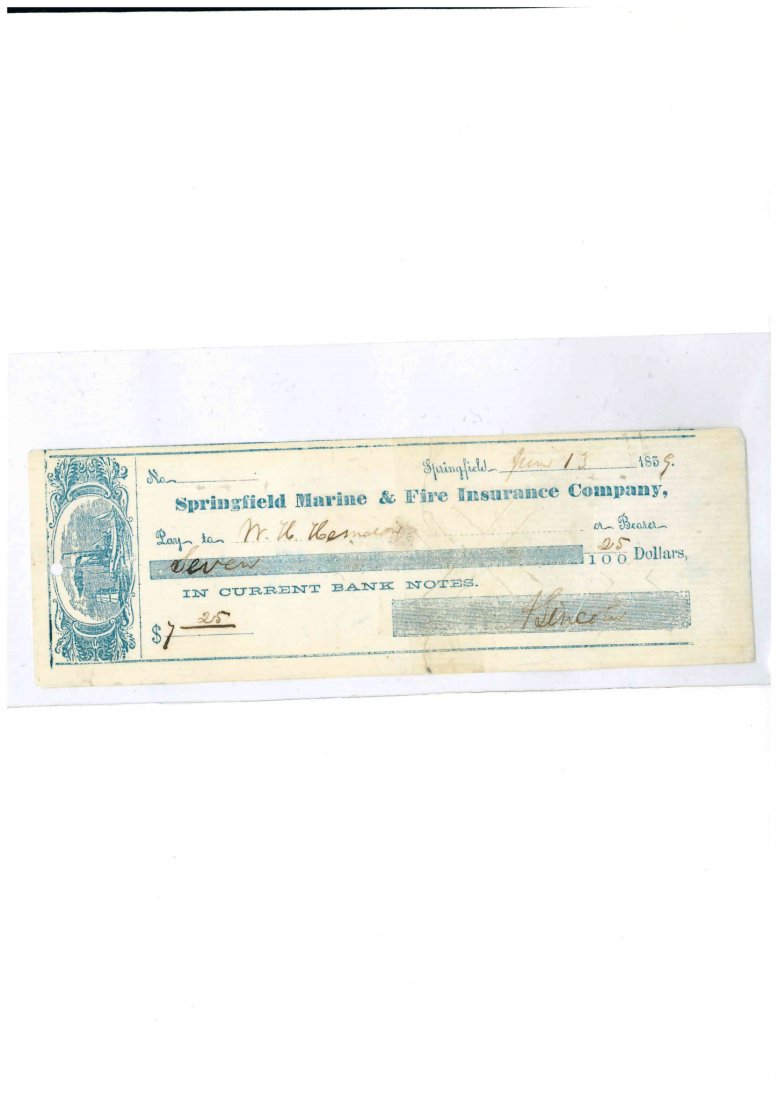 No
Springfield June 13 1859.
Springfield Marine & Fire Insurance Company,
Pay to W. H. Herndon or Bearer
Seven 25/100 Dollars,
IN CURRENT BANK NOTES.
$7 25
Lincoln